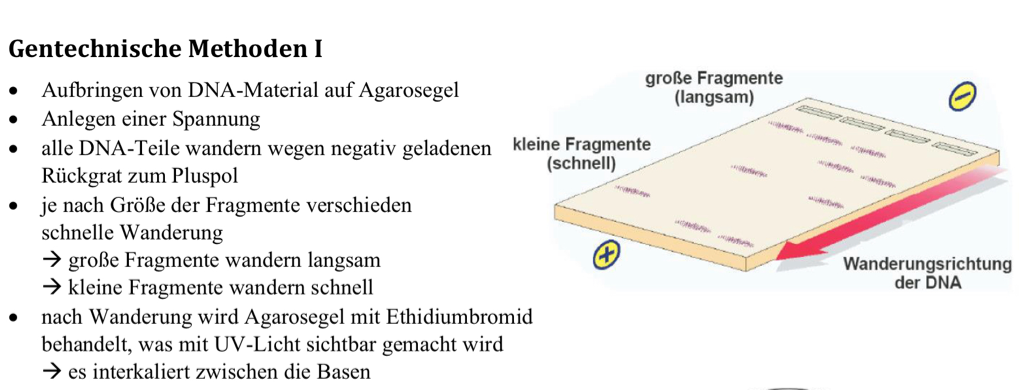 Gentechnische Methoden I
• Aufbringen von DNA-Material auf Agarosegel
• Anlegen einer Spannung
• alle DNA-Teile wandern wegen negativ geladenen
Rückgrat zum Pluspol
• je nach Größe der Fragmente verschieden
schnelle Wanderung
→ große Fragmente wandern langsam
→ kleine Fragmente wandern schnell
• nach Wanderung wird Agarosegel mit Ethidiumbromid
behandelt, was mit UV-Licht sichtbar gemacht wird
→ es interkaliert zwischen die Basen
große Fragmente
(langsam)
−
kleine Fragmente
(schnell)
+
Wanderungsrichtung
der DNA